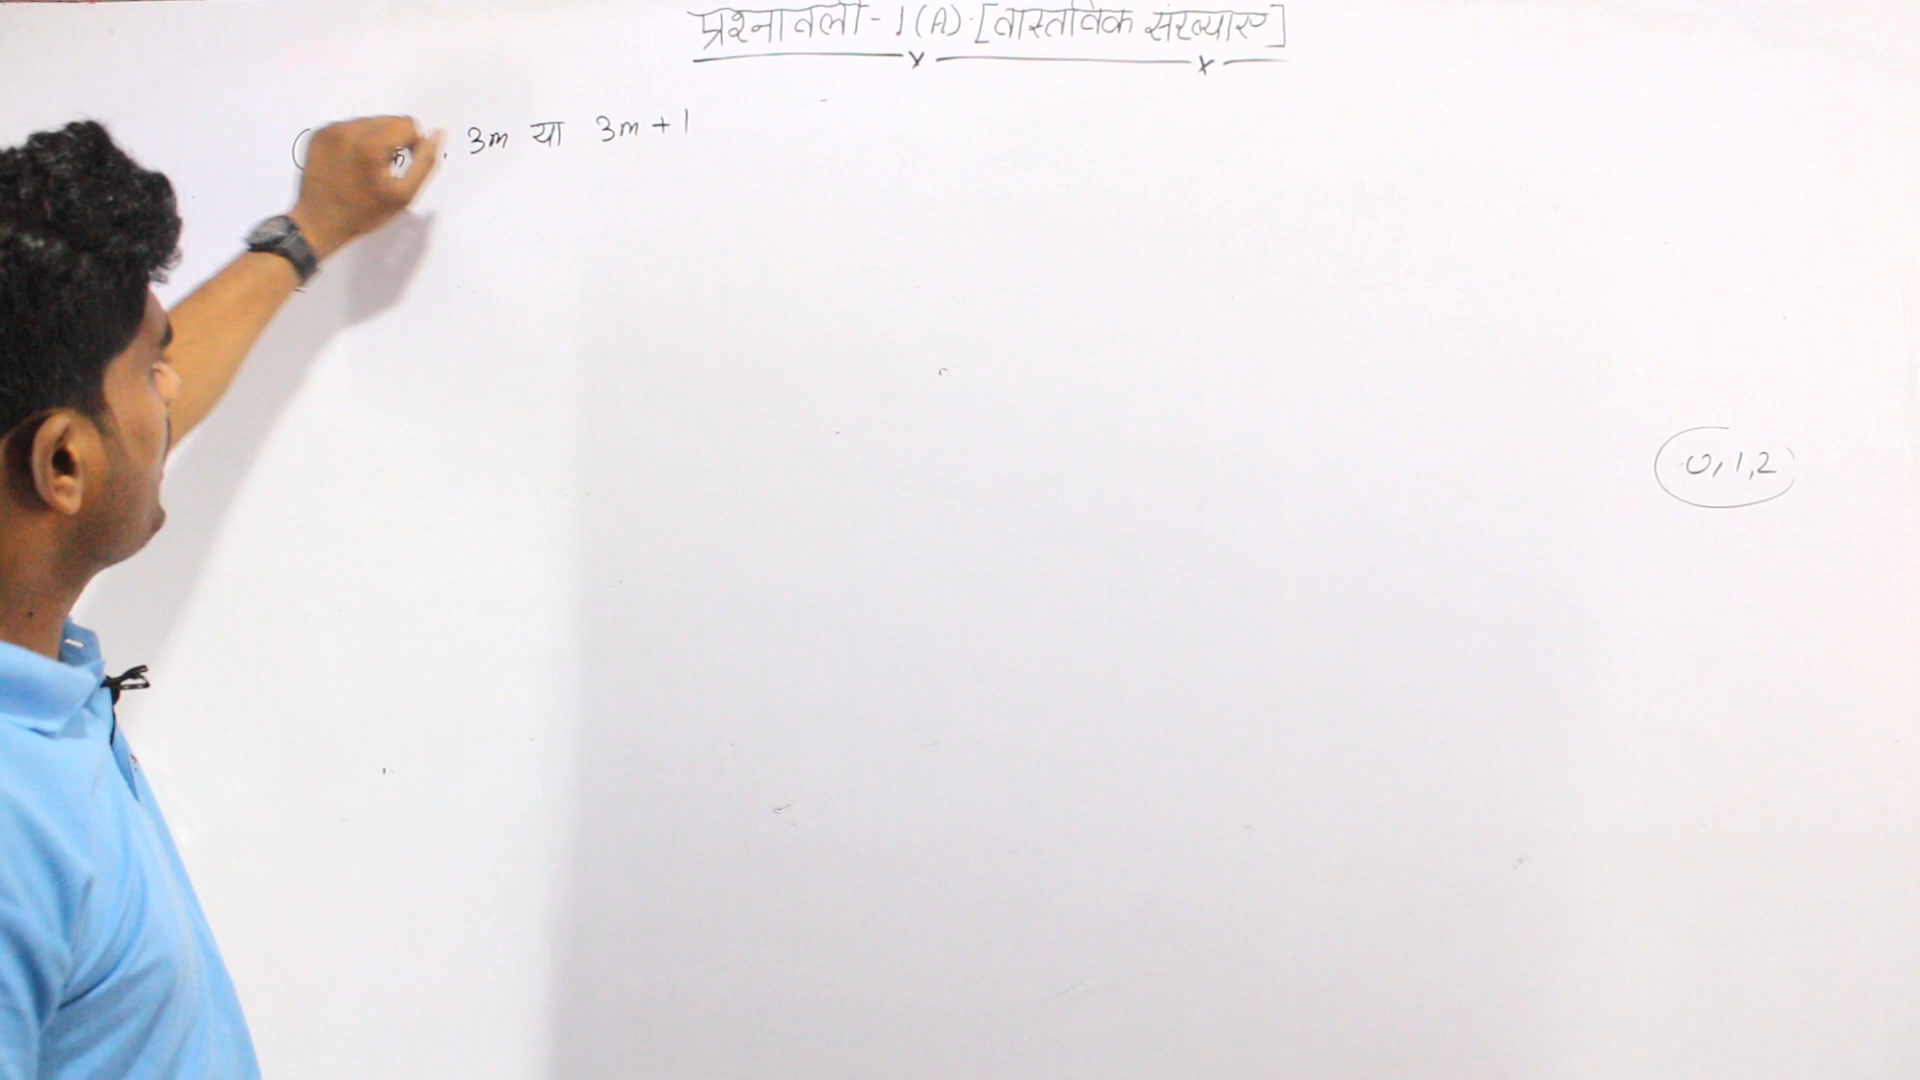 प्रश्नावली - 1(A) [वास्तविक संख्याए]
3m या 3m + 1
0, 1, 2